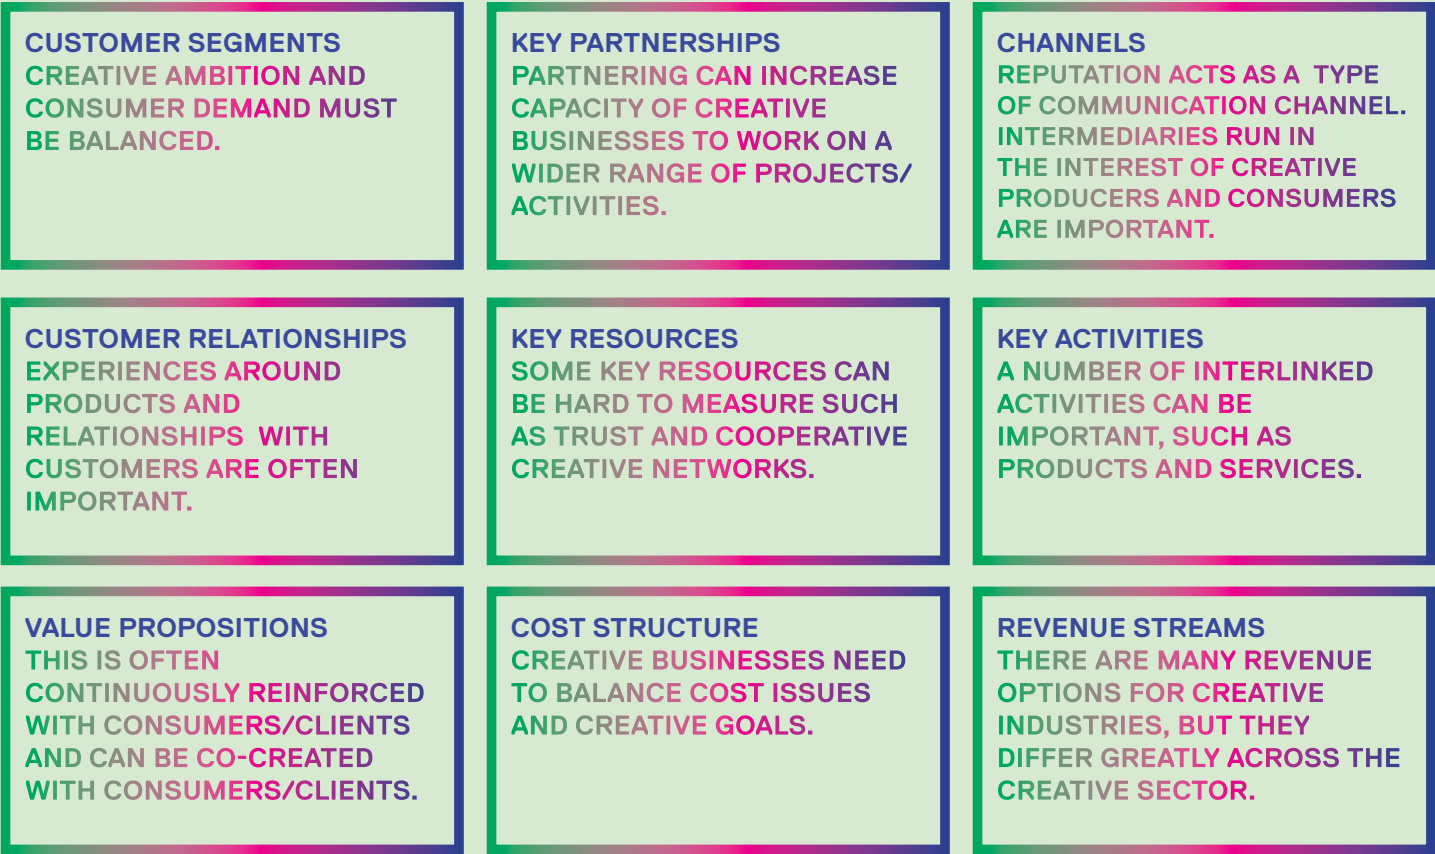 CUSTOMER SEGMENTS
CREATIVE AMBITION AND
CONSUMER DEMAND MUST
BE BALANCED.
KEY PARTNERSHIPS
PARTNERING CAN INCREASE
CAPACITY OF CREATIVE
BUSINESSES TO WORK ON A
WIDER RANGE OF PROJECTS/
ACTIVITIES.
CHANNELS
REPUTATION ACTS AS A  TYPE
OF COMMUNICATION CHANNEL.
INTERMEDIARIES RUN IN
THE INTEREST OF CREATIVE
PRODUCERS AND CONSUMERS
ARE IMPORTANT.
CUSTOMER RELATIONSHIPS
EXPERIENCES AROUND
PRODUCTS AND
RELATIONSHIPS  WITH
CUSTOMERS ARE OFTEN
IMPORTANT.
KEY RESOURCES
SOME KEY RESOURCES CAN
BE HARD TO MEASURE SUCH
AS TRUST AND COOPERATIVE
CREATIVE NETWORKS.
KEY ACTIVITIES
A NUMBER OF INTERLINKED
ACTIVITIES CAN BE
IMPORTANT, SUCH AS
PRODUCTS AND SERVICES.
VALUE PROPOSITIONS
THIS IS OFTEN
CONTINUOUSLY REINFORCED
WITH CONSUMERS/CLIENTS
AND CAN BE CO-CREATED
WITH CONSUMERS/CLIENTS.
COST STRUCTURE
CREATIVE BUSINESSES NEED
TO BALANCE COST ISSUES
AND CREATIVE GOALS.
REVENUE STREAMS
THERE ARE MANY REVENUE
OPTIONS FOR CREATIVE
INDUSTRIES, BUT THEY
DIFFER GREATLY ACROSS THE
CREATIVE SECTOR.